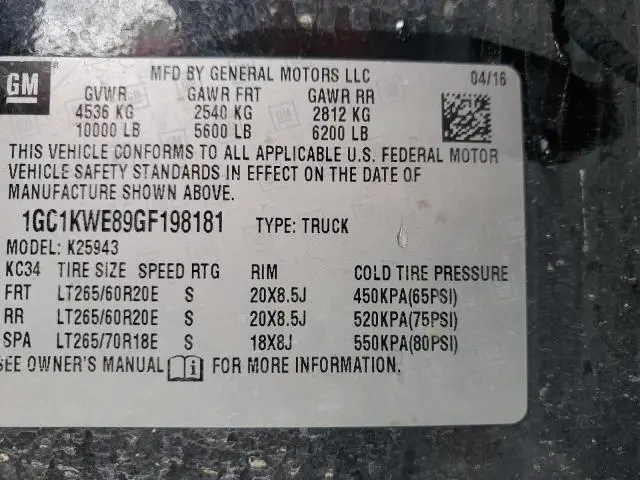 GM
MFD BY GENERAL MOTORS LLC 04/16
GVWR GAWR FRT GAWR RR
4536 KG 2540 KG 2812 KG
10000 LB 5600 LB 6200 LB
THIS VEHICLE CONFORMS TO ALL APPLICABLE U.S. FEDERAL MOTOR
VEHICLE SAFETY STANDARDS IN EFFECT ON THE DATE OF
MANUFACTURE SHOWN ABOVE.
1GC1KWE89GF198181 TYPE: TRUCK
MODEL: K25943
KC34 TIRE SIZE SPEED RTG RIM COLD TIRE PRESSURE
FRT LT265/60R20E S 20X8.5J 450KPA(65PSI)
RR LT265/60R20E S 20X8.5J 520KPA(75PSI)
SPA LT265/70R18E S 18X8J 550KPA(80PSI)
SEE OWNER'S MANUAL i FOR MORE INFORMATION.